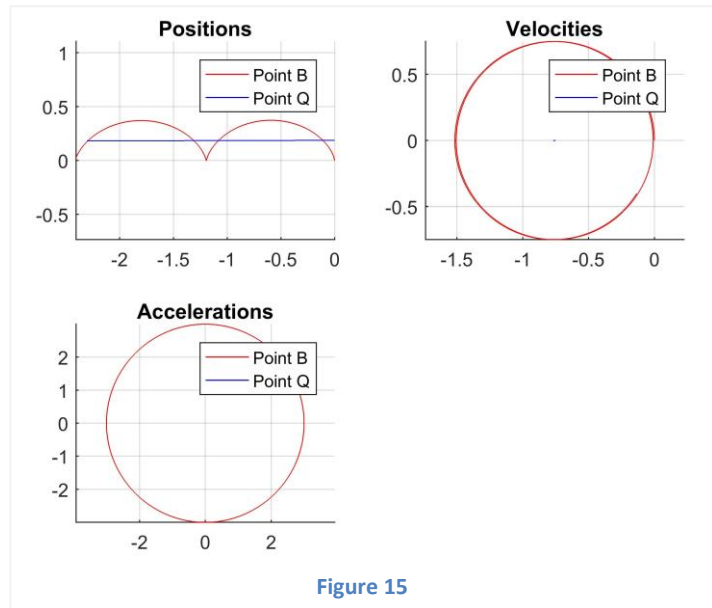 Positions
1
0.5
0
-0.5
-2
-1.5
-1
-0.5
0
Point B
Point Q
Velocities
0.5
0
-0.5
-1.5
-1
-0.5
0
Point B
Point Q
Accelerations
2
1
0
-1
-2
-2
0
2
Point B
Point Q
Figure 15